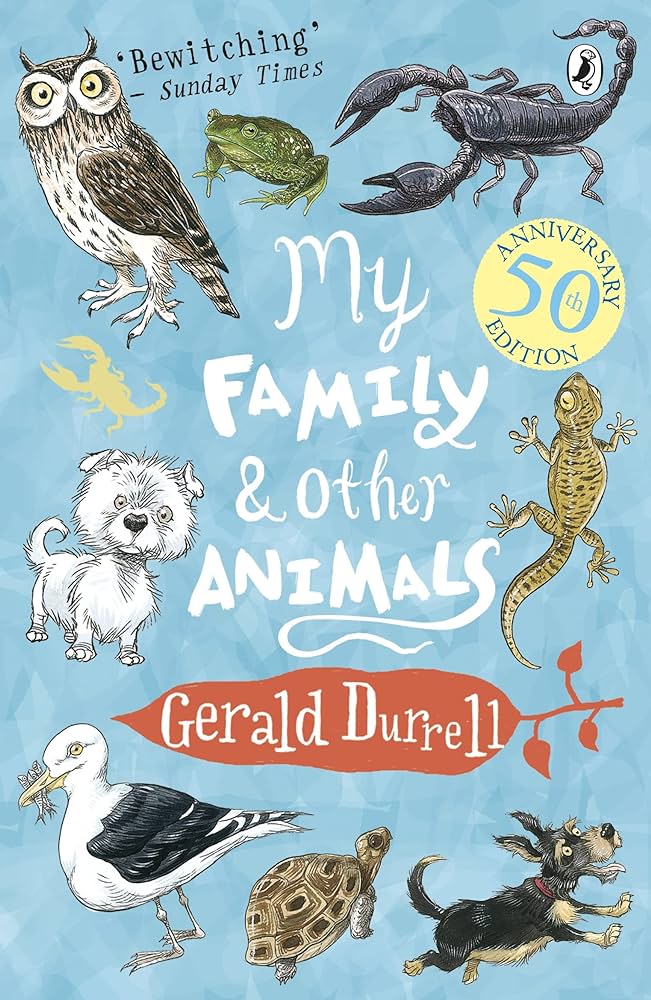 ‘Bewitching’
– Sunday Times
ANNIVERSARY
50th
EDITION
My
FAMILY
& other
ANIMALS
Gerald Durrell